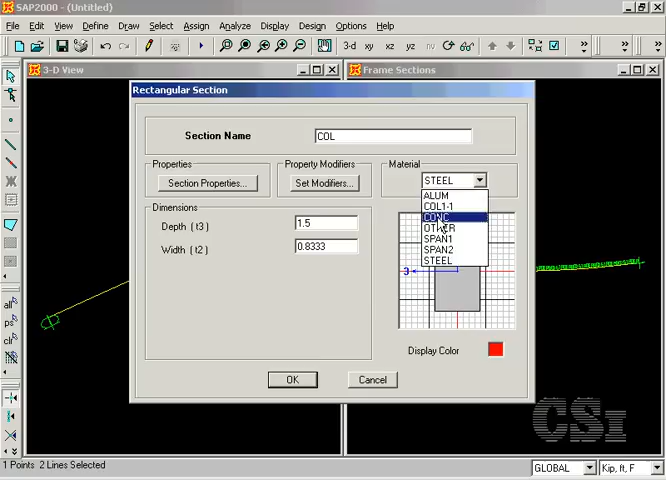 SAP2000 - (Untitled)
File Edit View Define Draw Select Assign Analyze Display Design Options Help
3-d xy xz yz
3-D View
Frame Sections
Rectangular Section
Section Name
COL
Properties
Property Modifiers
Material
Section Properties...
Set Modifiers...
STEEL
ALUM
COL1-1
CONC
OTHER
SPAN1
SPAN2
STEEL
Dimensions
Depth ( t3 )
1.5
Width ( t2 )
0.8333
3
Display Color
OK
Cancel
all
ps
clr
CSI
1 Points 2 Lines Selected
GLOBAL
Kip, ft, F